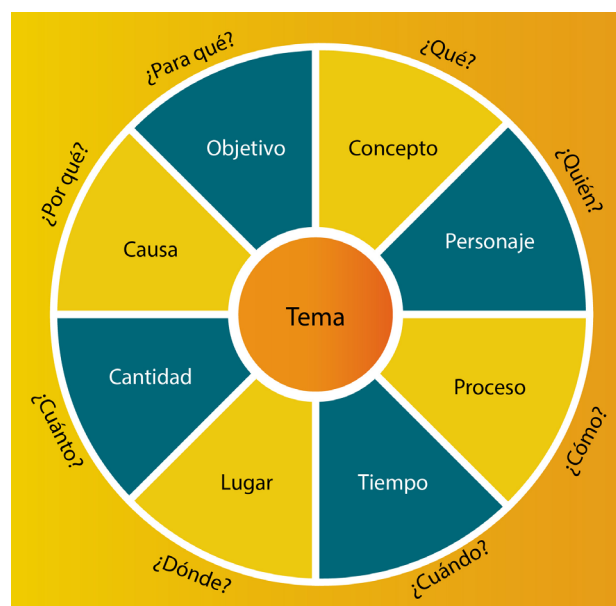 ¿Qué?
Concepto
¿Quién?
Personaje
¿Cómo?
Proceso
¿Cuándo?
Tiempo
¿Dónde?
Lugar
¿Cuánto?
Cantidad
¿Por qué?
Causa
¿Para qué?
Objetivo
Tema